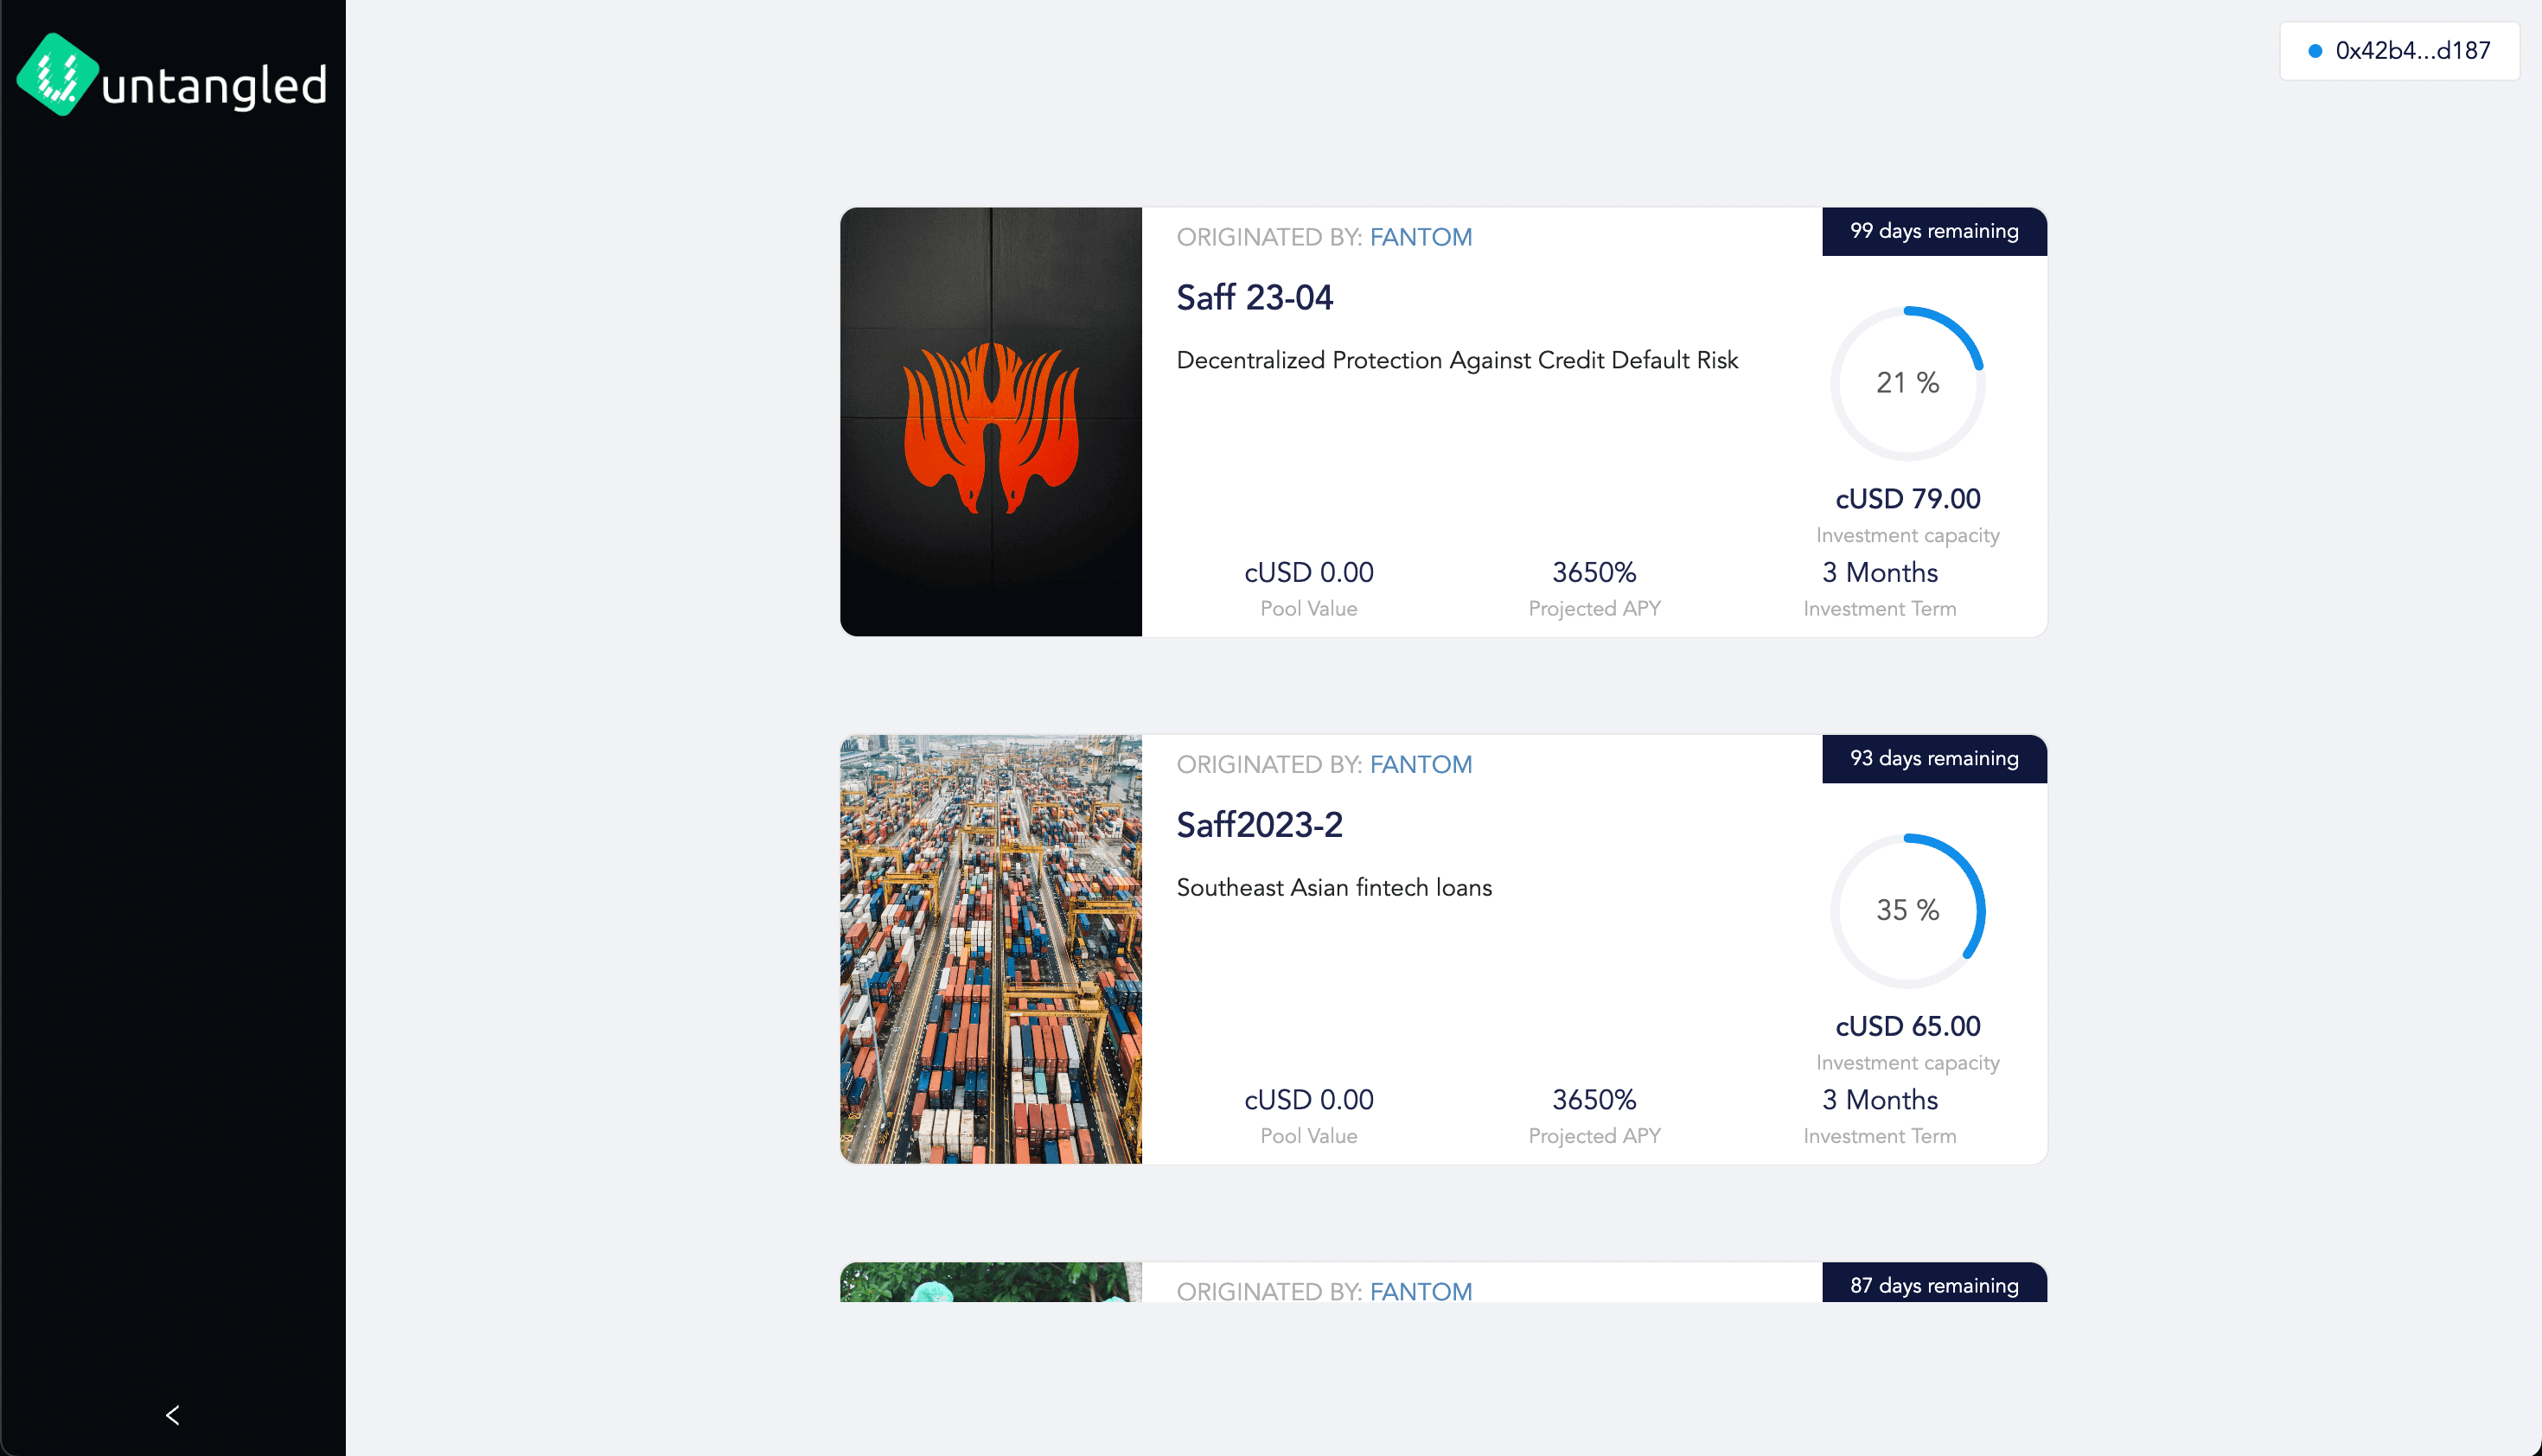 untangled
0x42b4...d187
ORIGINATED BY: FANTOM
99 days remaining
Saff 23-04
Decentralized Protection Against Credit Default Risk
21 %
cUSD 79.00
Investment capacity
cUSD 0.00
3650%
3 Months
Pool Value
Projected APY
Investment Term
ORIGINATED BY: FANTOM
93 days remaining
Saff2023-2
Southeast Asian fintech loans
35 %
cUSD 65.00
Investment capacity
cUSD 0.00
3650%
3 Months
Pool Value
Projected APY
Investment Term
ORIGINATED BY: FANTOM
87 days remaining